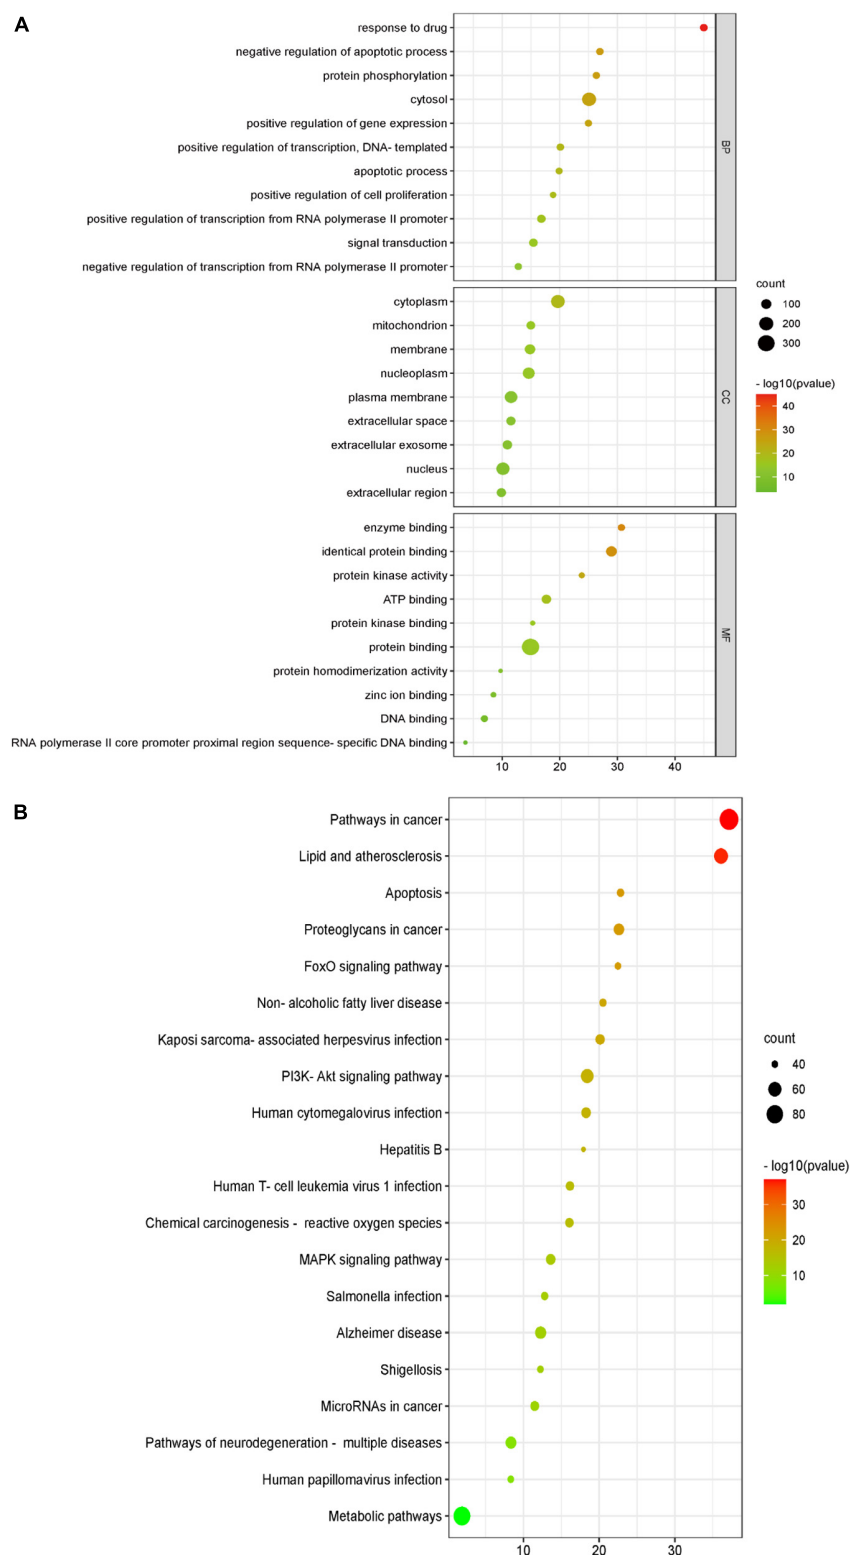 A
response to drug
negative regulation of apoptotic process
protein phosphorylation
cytosol
positive regulation of gene expression
positive regulation of transcription, DNA- templated
apoptotic process
positive regulation of cell proliferation
positive regulation of transcription from RNA polymerase II promoter
signal transduction
negative regulation of transcription from RNA polymerase II promoter
BP
cytoplasm
mitochondrion
membrane
nucleoplasm
plasma membrane
extracellular space
extracellular exosome
nucleus
extracellular region
CC
enzyme binding
identical protein binding
protein kinase activity
ATP binding
protein kinase binding
protein binding
protein homodimerization activity
zinc ion binding
DNA binding
RNA polymerase II core promoter proximal region sequence- specific DNA binding
MF
10 20 30 40
count
100
200
300
- log10(pvalue)
40
30
20
10
B
Pathways in cancer
Lipid and atherosclerosis
Apoptosis
Proteoglycans in cancer
FoxO signaling pathway
Non- alcoholic fatty liver disease
Kaposi sarcoma- associated herpesvirus infection
PI3K- Akt signaling pathway
Human cytomegalovirus infection
Hepatitis B
Human T- cell leukemia virus 1 infection
Chemical carcinogenesis - reactive oxygen species
MAPK signaling pathway
Salmonella infection
Alzheimer disease
Shigellosis
MicroRNAs in cancer
Pathways of neurodegeneration - multiple diseases
Human papillomavirus infection
Metabolic pathways
10 20 30
count
40
60
80
- log10(pvalue)
30
20
10